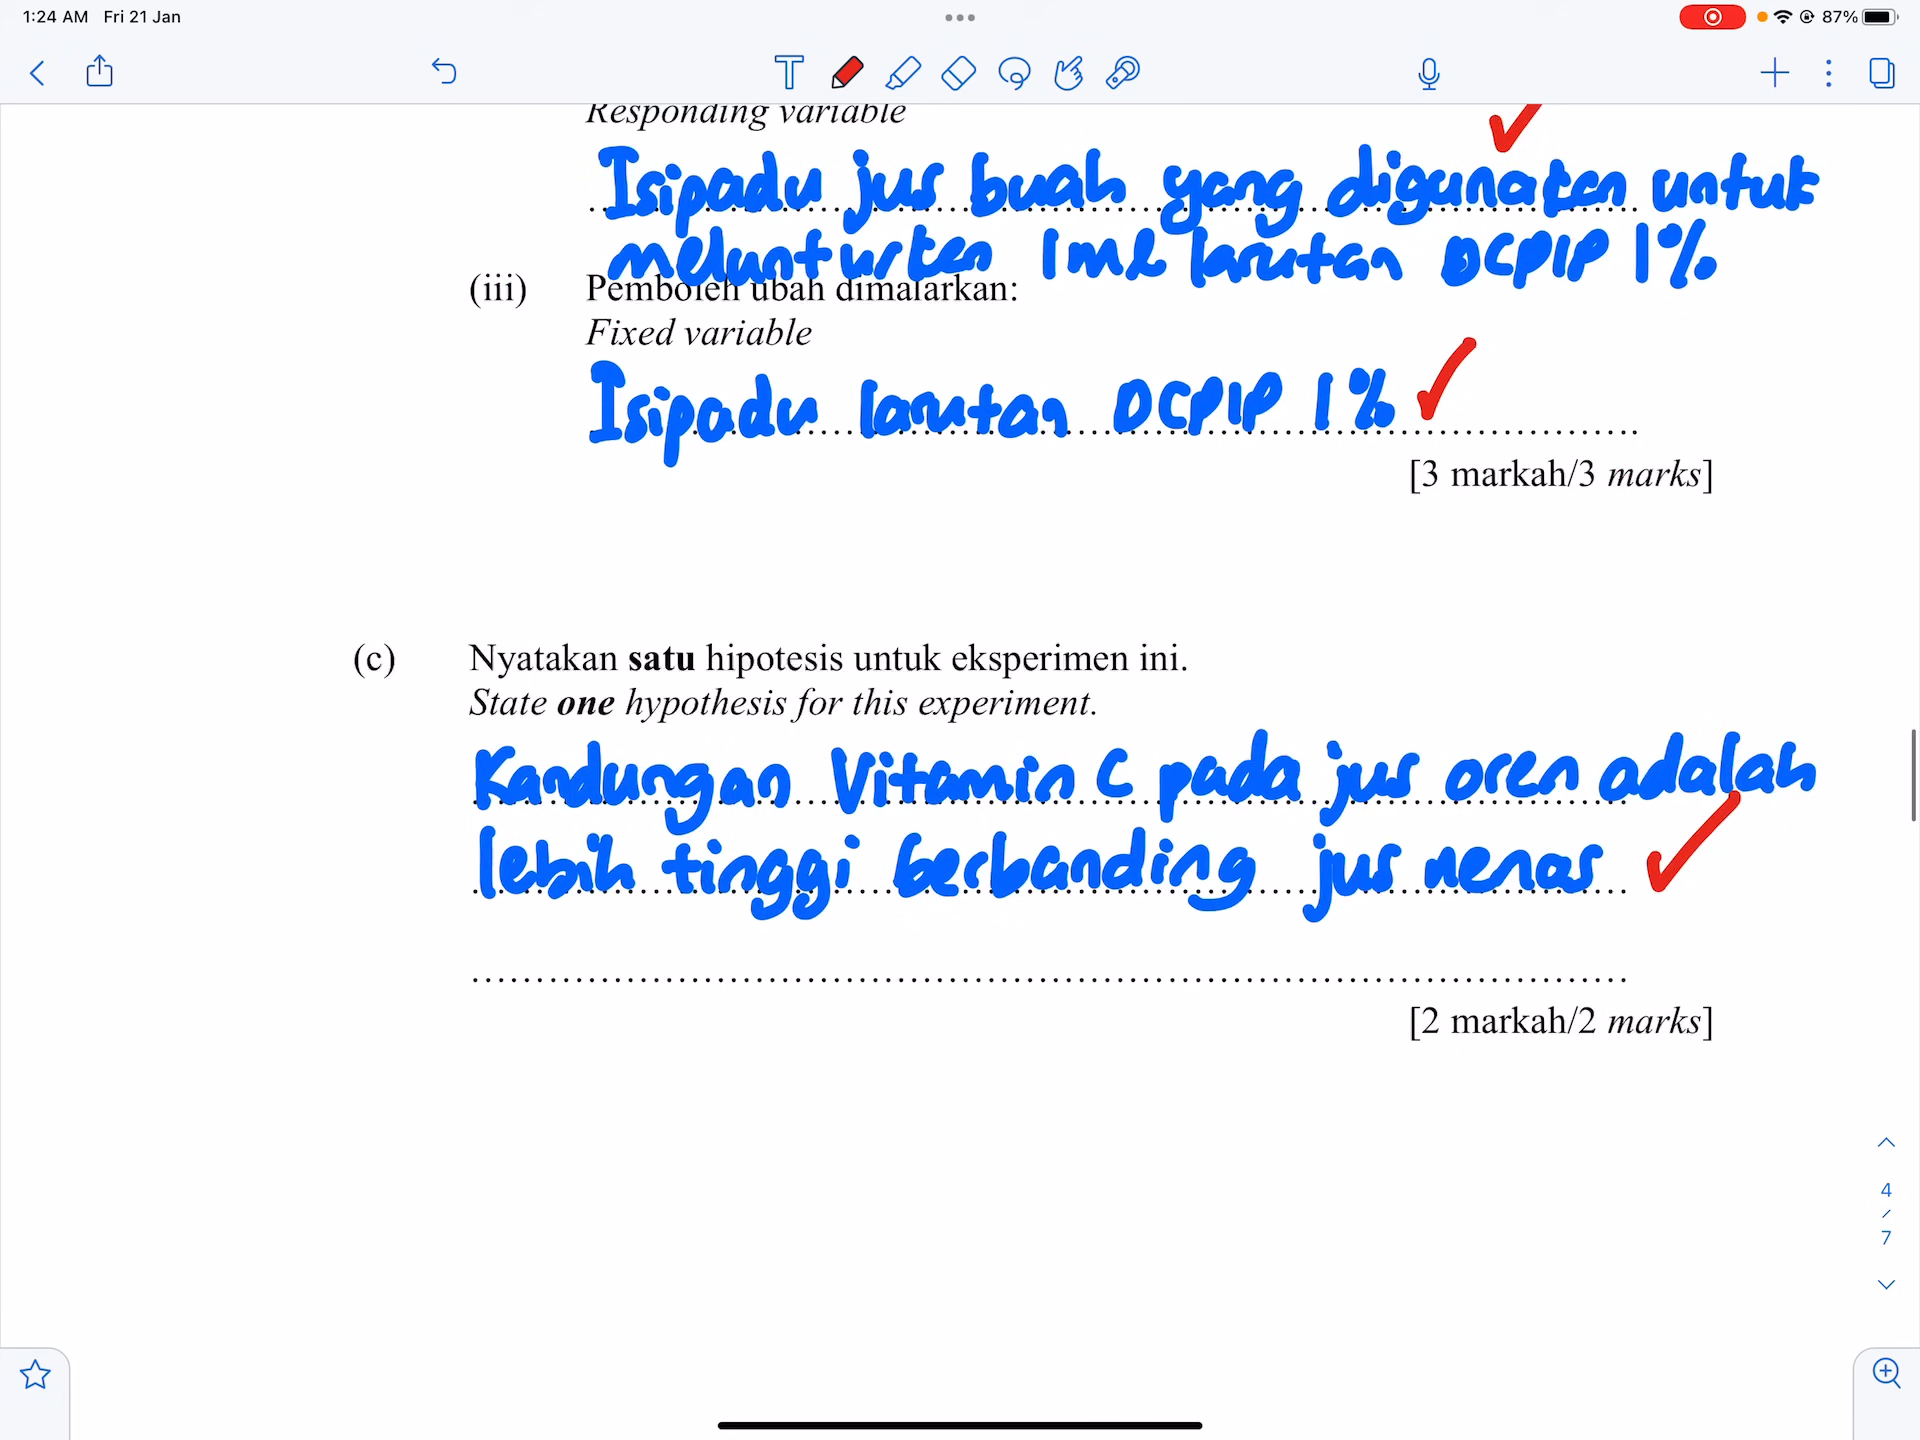 1:24 AM Fri 21 Jan
87%
Responding variable
Isipadu jus buah yang digunakan untuk
melunturkan 1ml larutan DCPIP 1%
(iii) Pemboleh ubah dimalarkan:
Fixed variable
Isipadu larutan DCPIP 1%
[3 markah/3 marks]
(c) Nyatakan satu hipotesis untuk eksperimen ini.
State one hypothesis for this experiment.
Kandungan Vitamin C pada jus oren adalah
lebih tinggi berbanding jus nenas
[2 markah/2 marks]
4
/
7